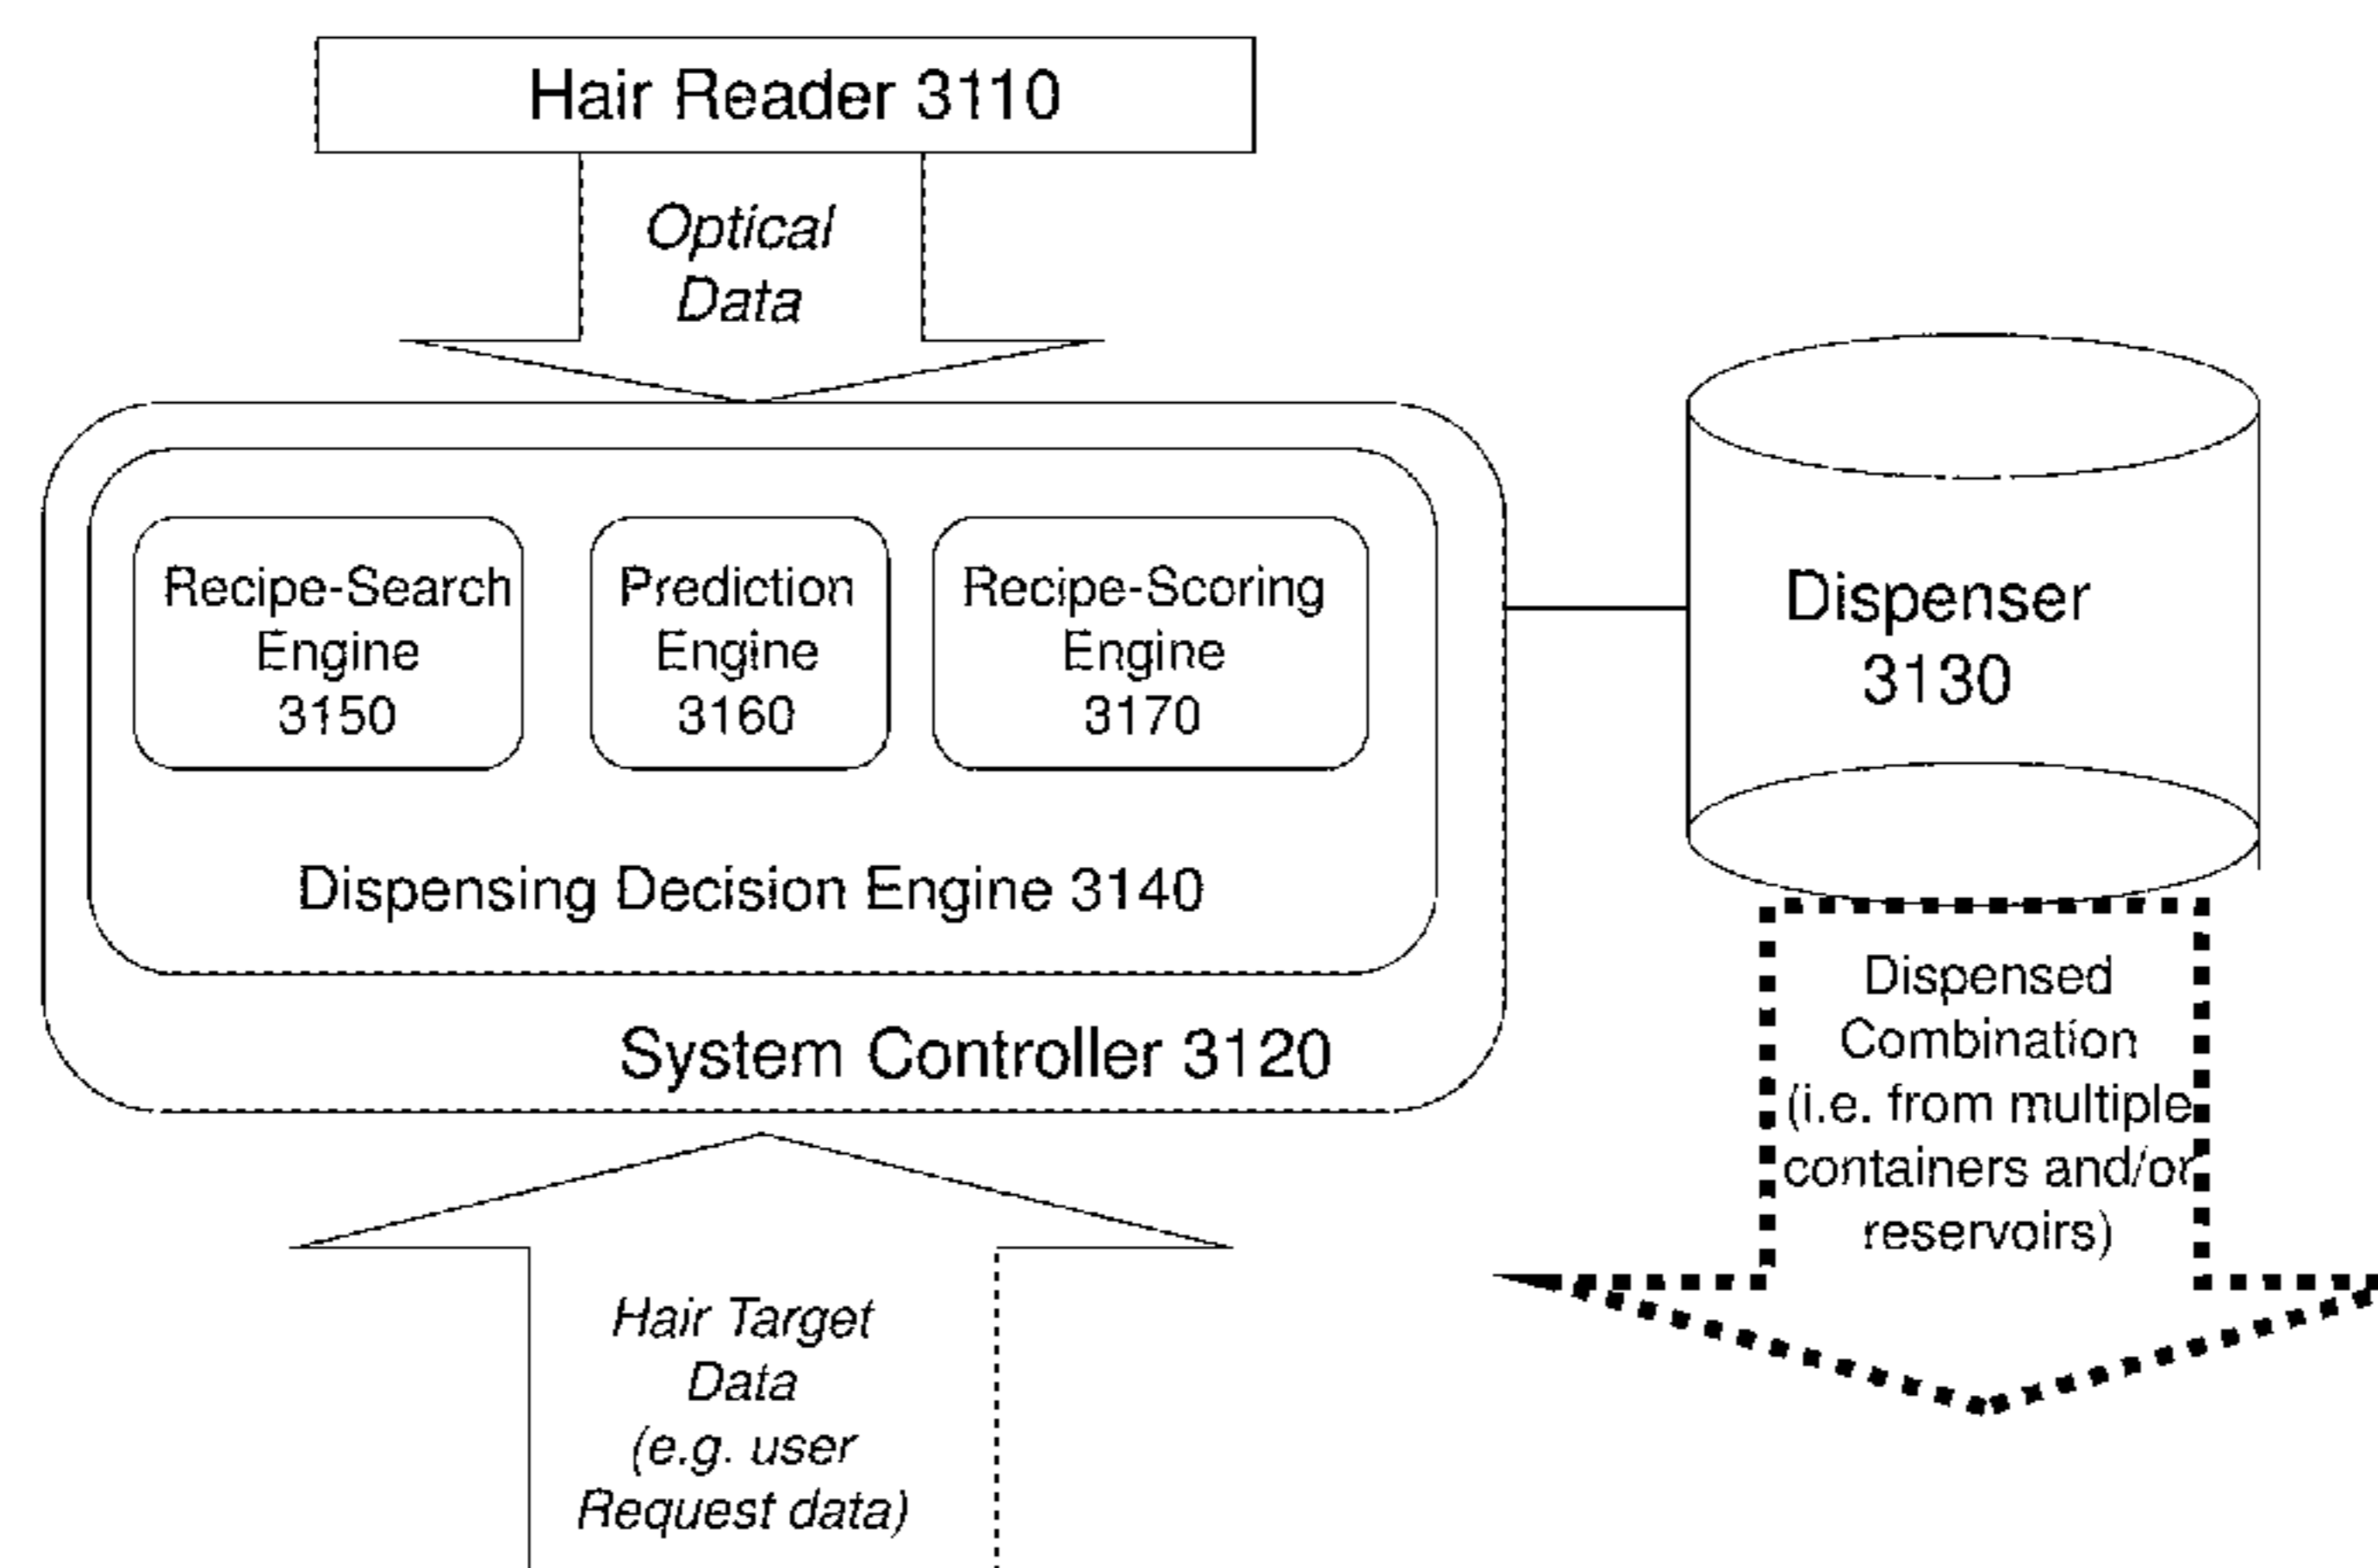 Hair Reader 3110
Optical
Data
Recipe-Search
Engine
3150
Prediction
Engine
3160
Recipe-Scoring
Engine
3170
Dispensing Decision Engine 3140
System Controller 3120
Dispenser
3130
Dispensed
Combination
(i.e. from multiple
containers and/or
reservoirs)
Hair Target
Data
(e.g. user
Request data)